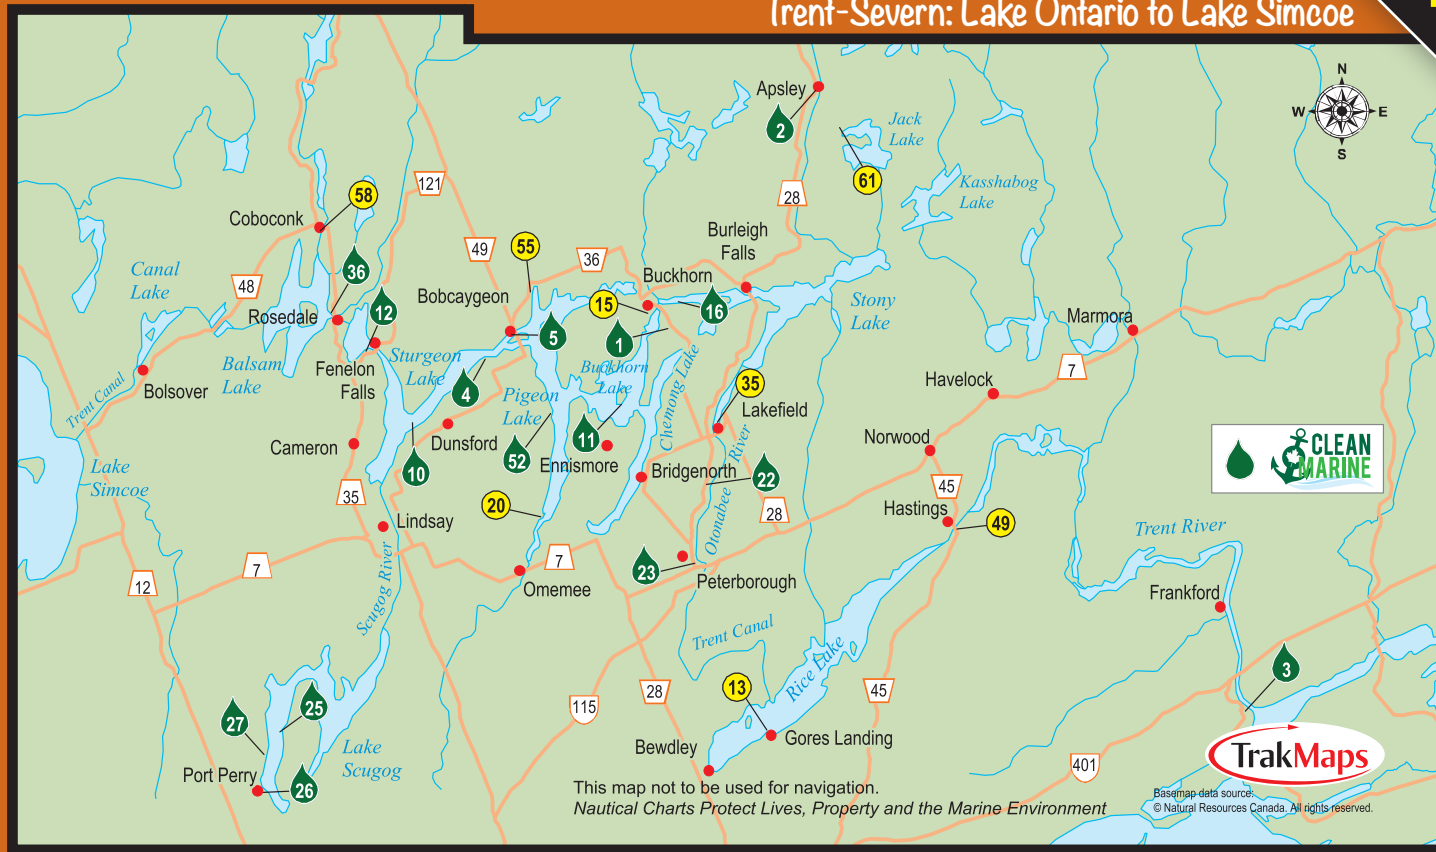 Trent-Severn: Lake Ontario to Lake Simcoe
N
W
E
S
Apsley
2
Jack
Lake
61
Kasshabog
Lake
28
121
58
Coboconk
Burleigh
Falls
49
55
36
36
Canal
Lake
48
Buckhorn
Bobcaygeon
15
16
12
Rosedale
5
1
Stony
Lake
Marmora
Balsam
Lake
Fenelon
Falls
Sturgeon
Lake
4
Pigeon
Lake
Buckhorn
Lake
Chemong Lake
35
Lakefield
7
Havelock
Trent Canal
Bolsover
Dunsford
Cameron
52
11
Ennismore
Norwood
CLEAN
MARINE
10
Bridgenorth
22
Otonabee River
45
Lake
Simcoe
35
20
Lindsay
28
Hastings
49
Trent River
7
12
7
Scugog River
Omemee
23
Peterborough
Frankford
Trent Canal
Rice Lake
3
27
25
13
28
45
115
Lake
Scugog
Bewdley
Gores Landing
Port Perry
26
401
TrakMaps
This map not to be used for navigation.
Nautical Charts Protect Lives, Property and the Marine Environment
Basemap data source:
© Natural Resources Canada. All rights reserved.